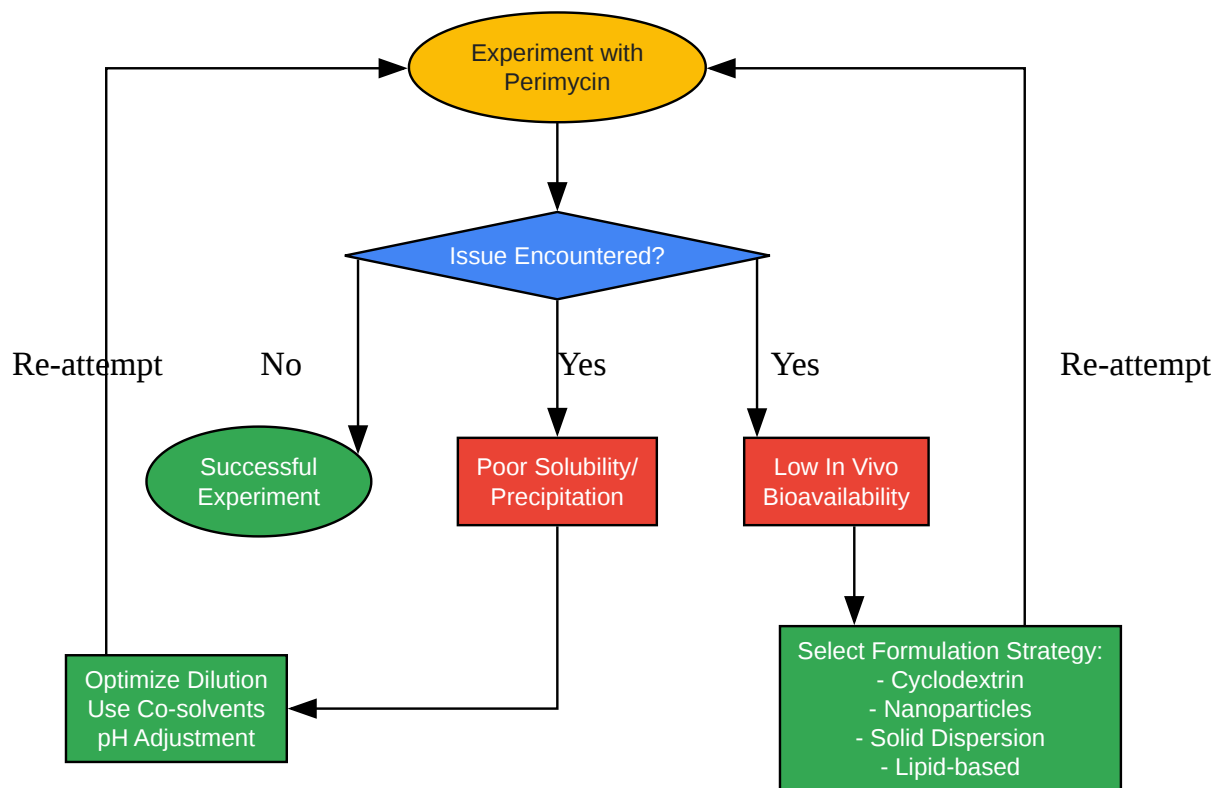 Experiment with
Perimycin
Issue Encountered?
Re-attempt
No
Yes
Yes
Re-attempt
Successful
Experiment
Poor Solubility/
Precipitation
Low In Vivo
Bioavailability
Optimize Dilution
Use Co-solvents
pH Adjustment
Select Formulation Strategy:
- Cyclodextrin
- Nanoparticles
- Solid Dispersion
- Lipid-based